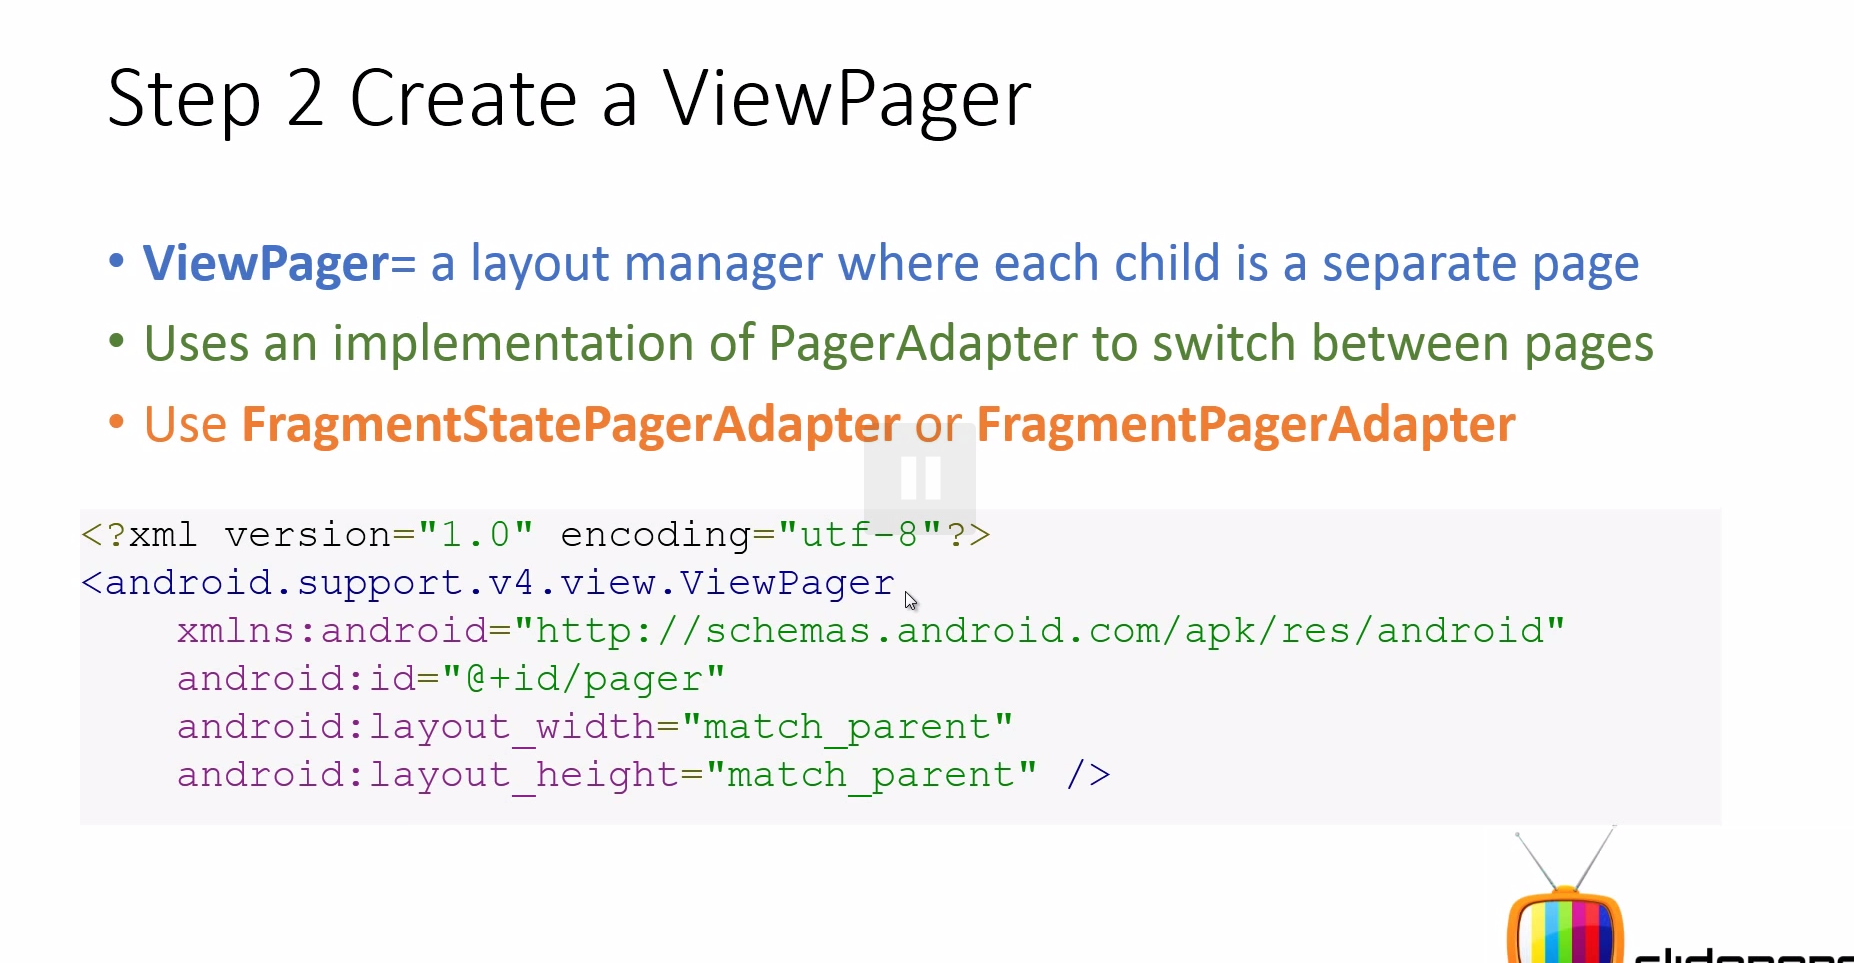 Step 2 Create a ViewPager
• ViewPager= a layout manager where each child is a separate page
• Uses an implementation of PagerAdapter to switch between pages
• Use FragmentStatePagerAdapter or FragmentPagerAdapter
<?xml version="1.0" encoding="utf-8"?>
<android.support.v4.view.ViewPager
    xmlns:android="http://schemas.android.com/apk/res/android"
    android:id="@+id/pager"
    android:layout_width="match_parent"
    android:layout_height="match_parent" />